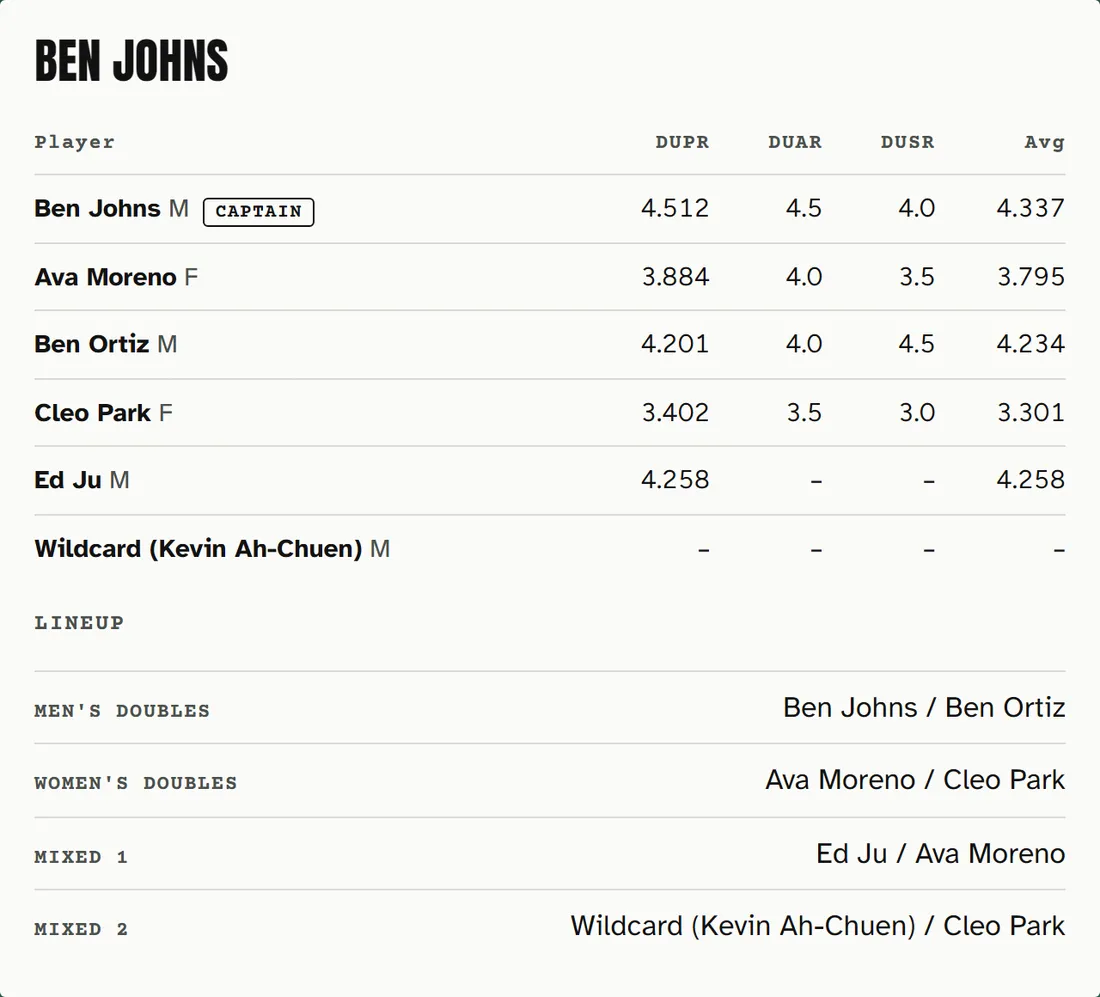 BEN JOHNS
Player DUPR DUAR DUSR Avg
Ben Johns M CAPTAIN 4.512 4.5 4.0 4.337
Ava Moreno F 3.884 4.0 3.5 3.795
Ben Ortiz M 4.201 4.0 4.5 4.234
Cleo Park F 3.402 3.5 3.0 3.301
Ed Ju M 4.258 – – 4.258
Wildcard (Kevin Ah-Chuen) M – – – –
LINEUP
MEN'S DOUBLES Ben Johns / Ben Ortiz
WOMEN'S DOUBLES Ava Moreno / Cleo Park
MIXED 1 Ed Ju / Ava Moreno
MIXED 2 Wildcard (Kevin Ah-Chuen) / Cleo Park